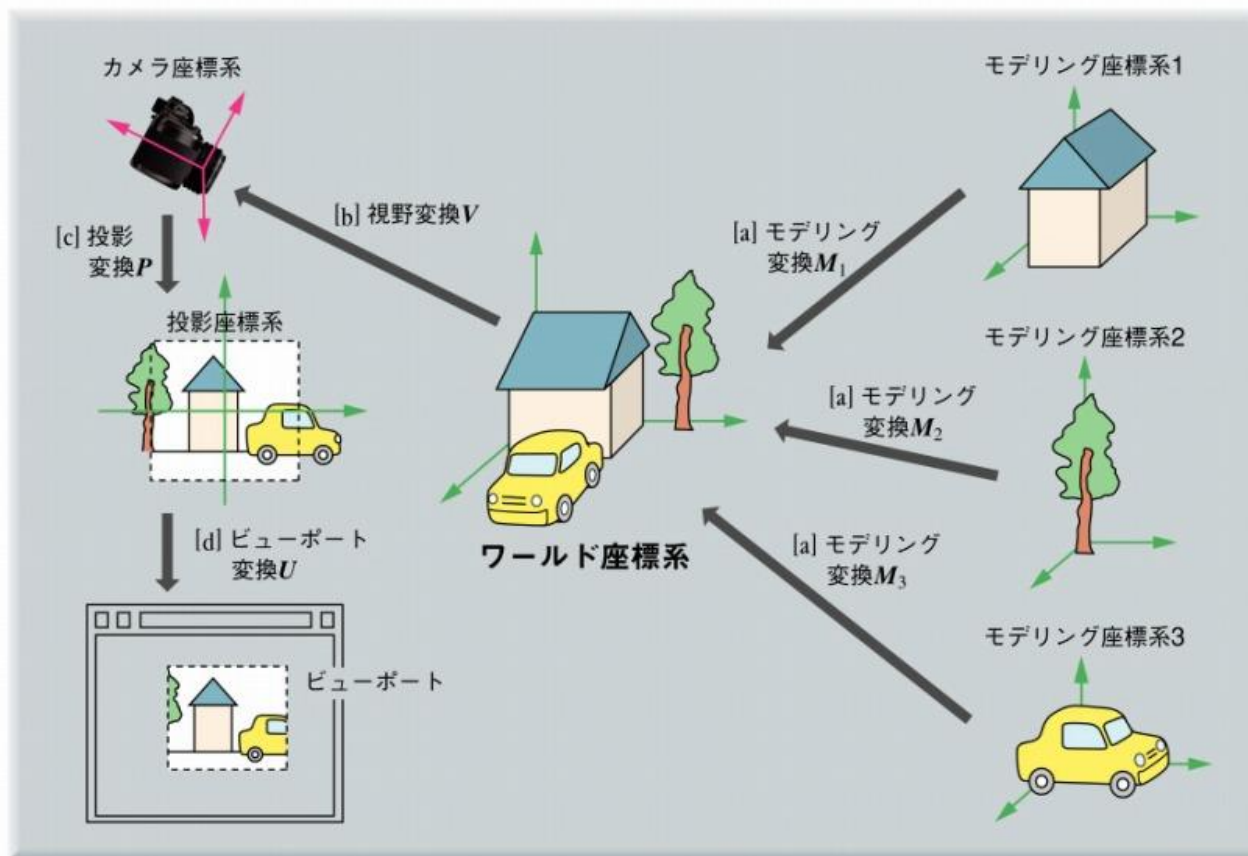 カメラ座標系
モデリング座標系1
[b] 視野変換V
[c] 投影
変換P
[a] モデリング
変換M1
投影座標系
モデリング座標系2
[a] モデリング
変換M2
[d] ビューポート
変換U
ワールド座標系
[a] モデリング
変換M3
モデリング座標系3
ビューポート